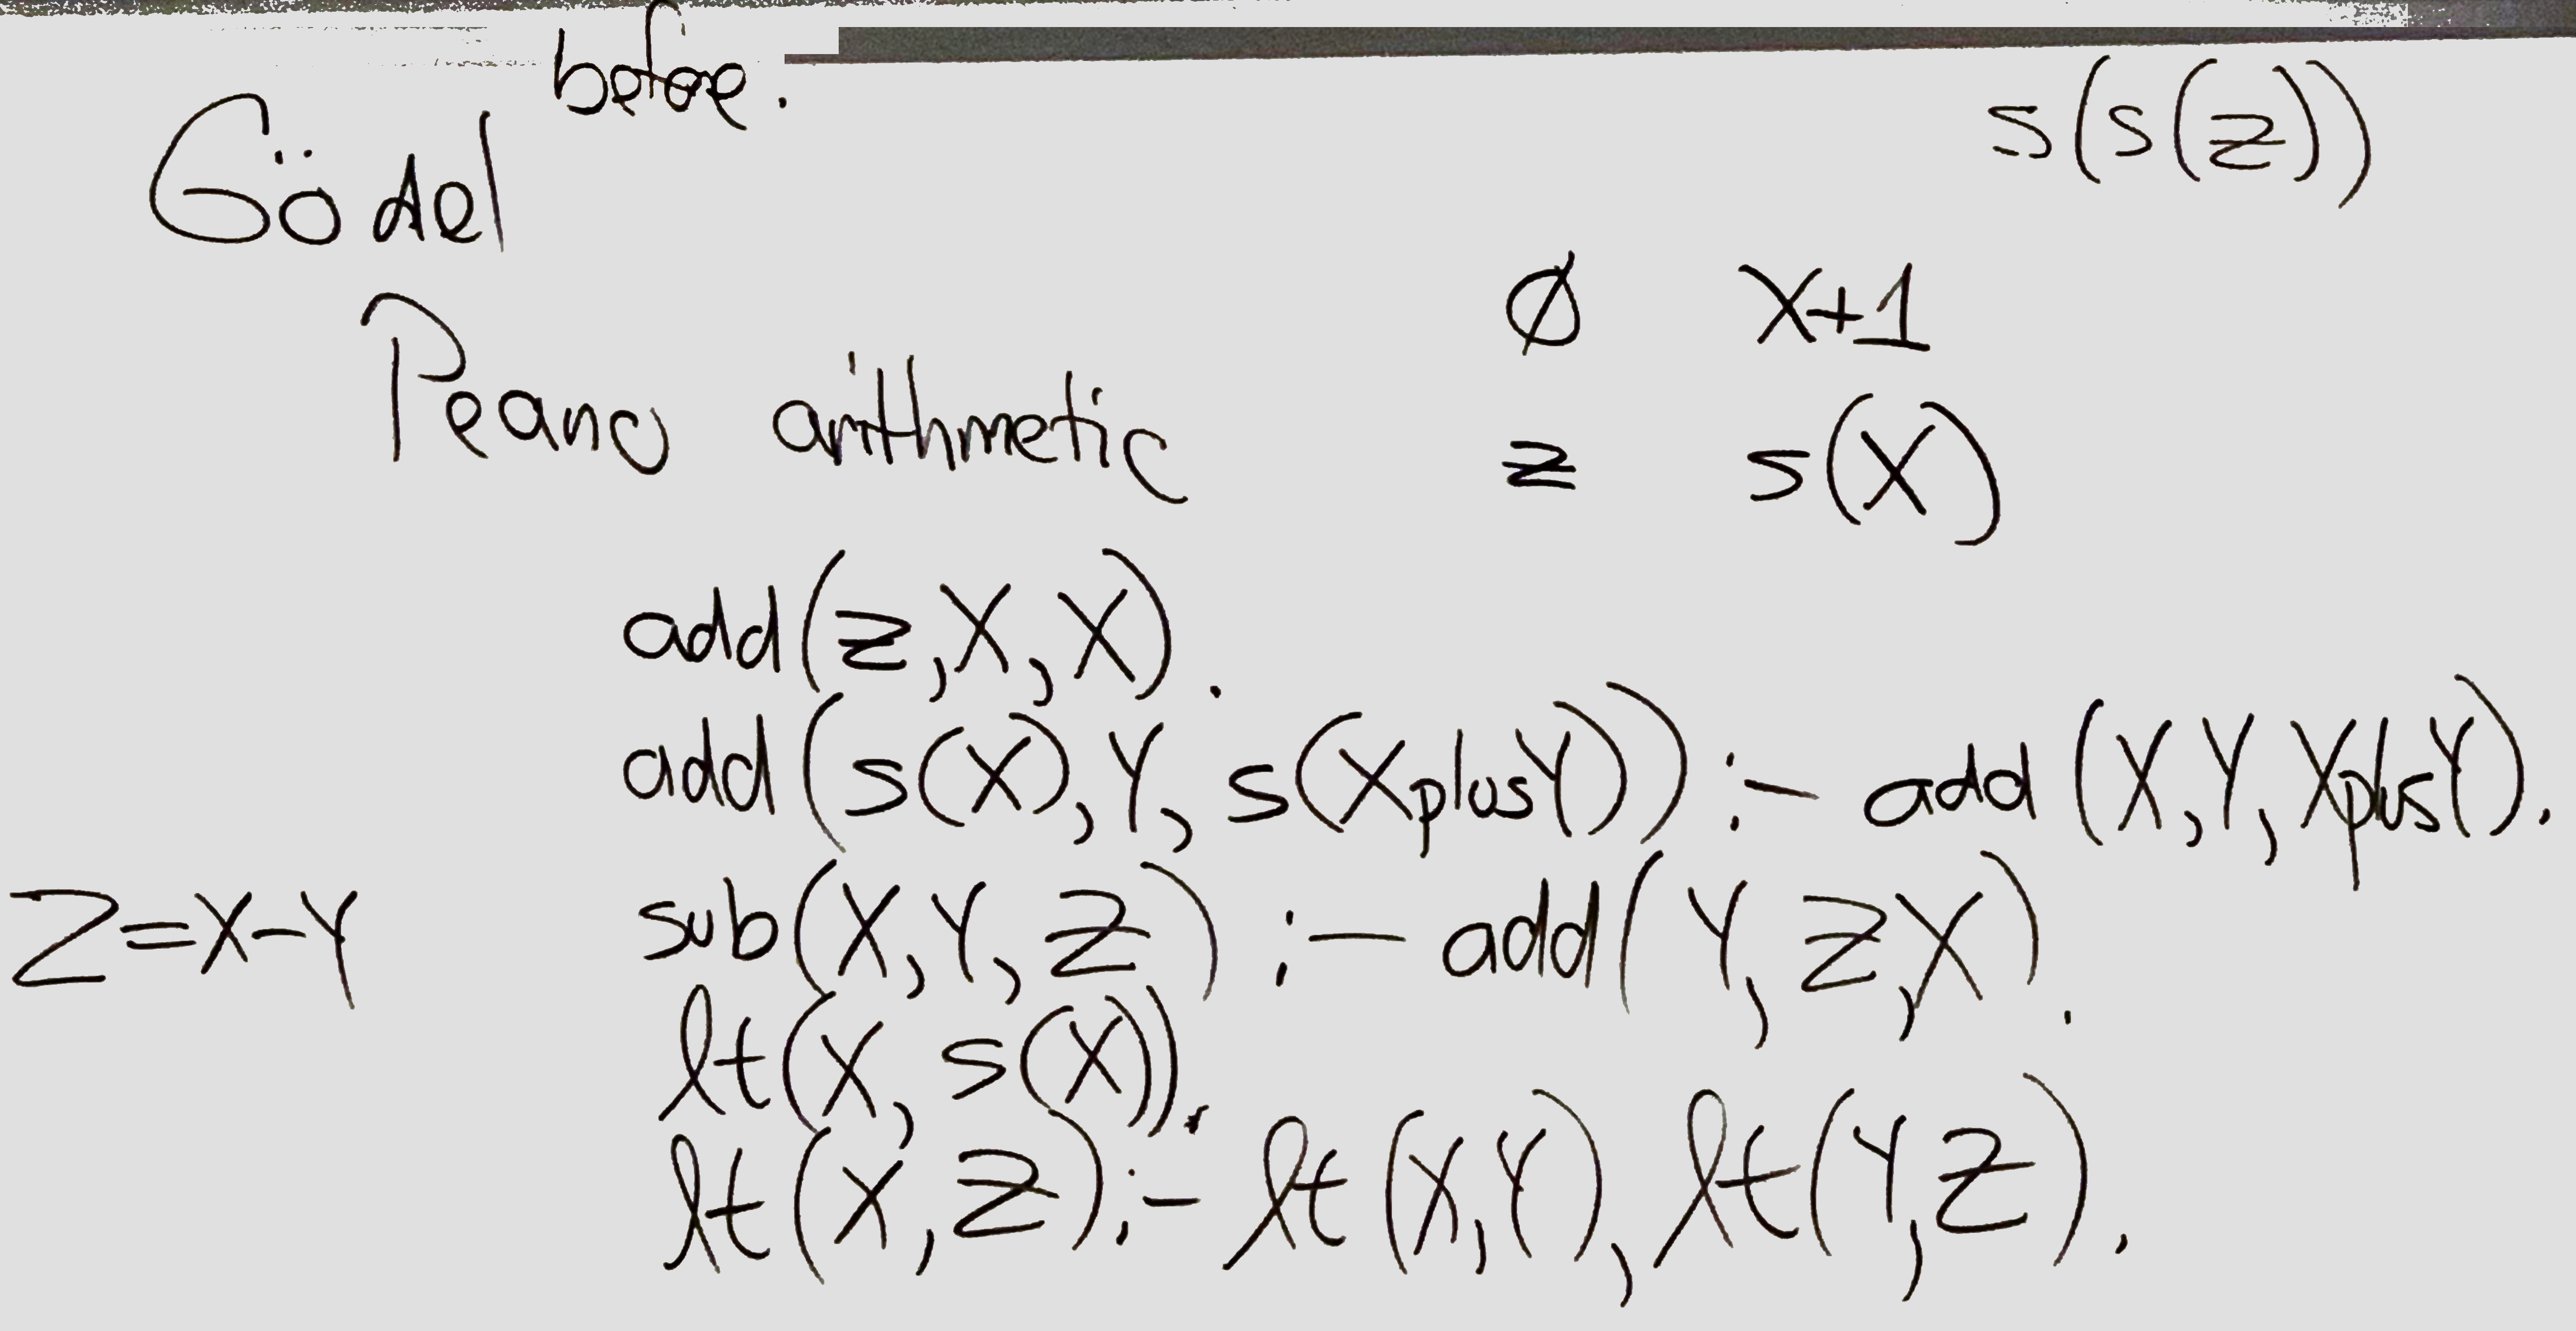 before.
s(s(z))
Gödel
Ø X+1
Peano arithmetic
z s(X)
add(z,X,X).
add(s(X),Y,s(XplusY)) :- add(X,Y,XplusY).
Z=X-Y sub(X,Y,Z) :- add(Y,Z,X).
lt(X,s(X)).
lt(X,Z) :- lt(X,Y), lt(Y,Z).